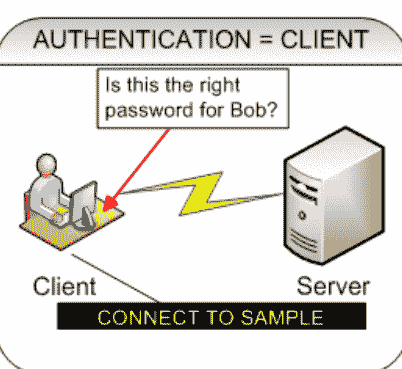 AUTHENTICATION = CLIENT
Is this the right
password for Bob?
Client
Server
CONNECT TO SAMPLE